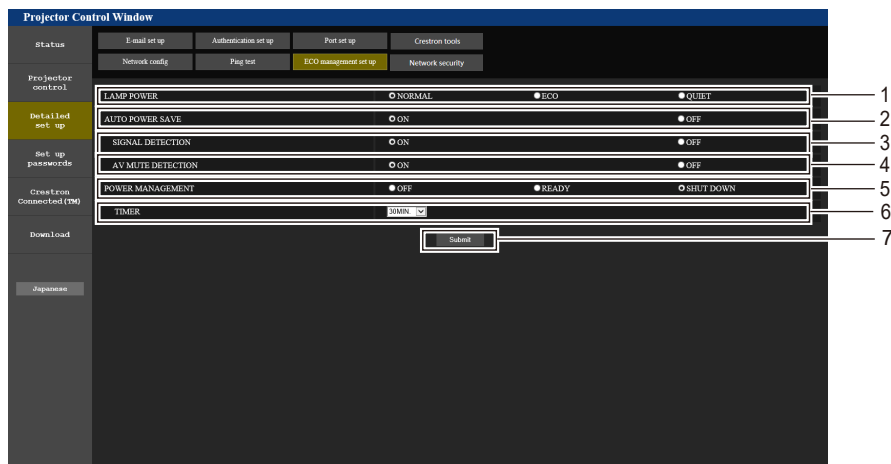 Projector Control Window
Status
E-mail set up
Authentication set up
Port set up
Crestron tools
Network config
Ping test
ECO management set up
Network security
Projector
control
Detailed
set up
Set up
passwords
Crestron
Connected(TM)
Download
Japanese
LAMP POWER NORMAL ECO QUIET 1
AUTO POWER SAVE ON OFF 2
SIGNAL DETECTION ON OFF 3
AV MUTE DETECTION ON OFF 4
POWER MANAGEMENT OFF READY SHUT DOWN 5
TIMER 30MIN. 6
Submit 7